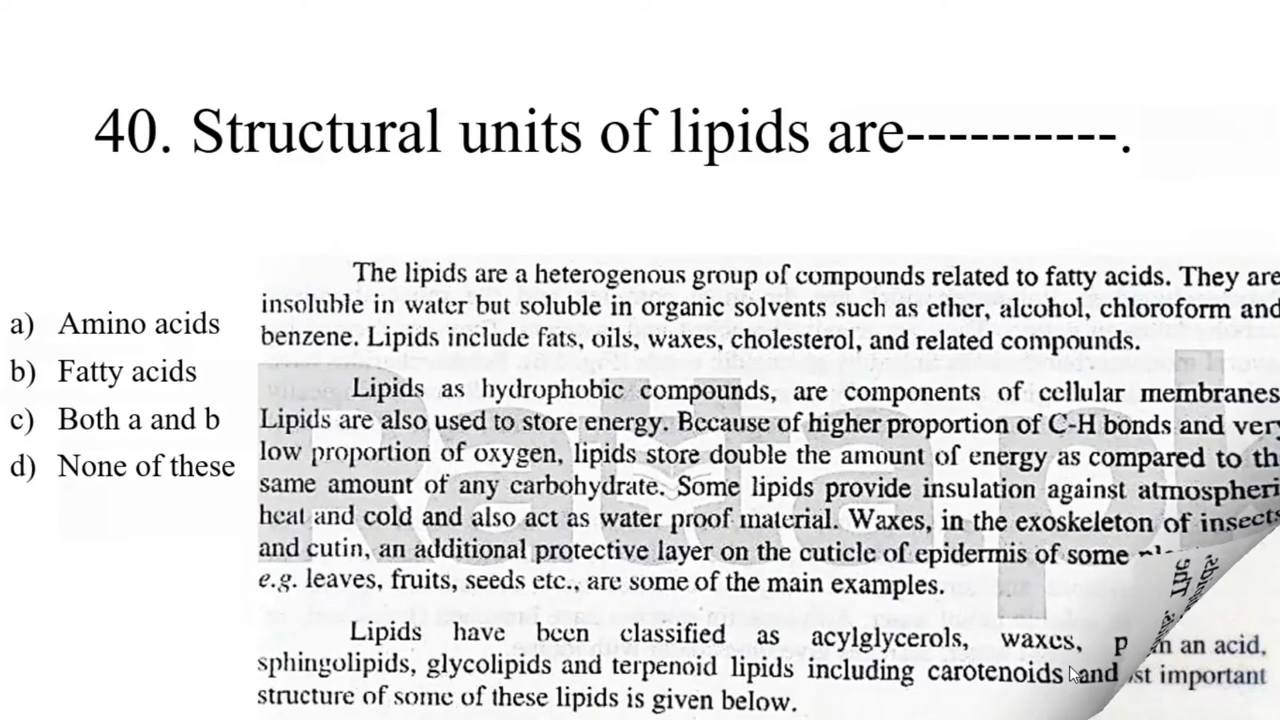 40. Structural units of lipids are----------.
a) Amino acids
b) Fatty acids
c) Both a and b
d) None of these
The lipids are a heterogenous group of compounds related to fatty acids. They are
insoluble in water but soluble in organic solvents such as ether, alcohol, chloroform and
benzene. Lipids include fats, oils, waxes, cholesterol, and related compounds.
Lipids as hydrophobic compounds, are components of cellular membranes
Lipids are also used to store energy. Because of higher proportion of C-H bonds and very
low proportion of oxygen, lipids store double the amount of energy as compared to th
same amount of any carbohydrate. Some lipids provide insulation against atmospheri
heat and cold and also act as water proof material. Waxes, in the exoskeleton of insects
and cutin, an additional protective layer on the cuticle of epidermis of some
e.g. leaves, fruits, seeds etc., are some of the main examples.
Lipids have been classified as acylglycerols, waxes, p
sphingolipids, glycolipids and terpenoid lipids including carotenoids and
structure of some of these lipids is given below.
an acid,
st important
The
Ratta.pk